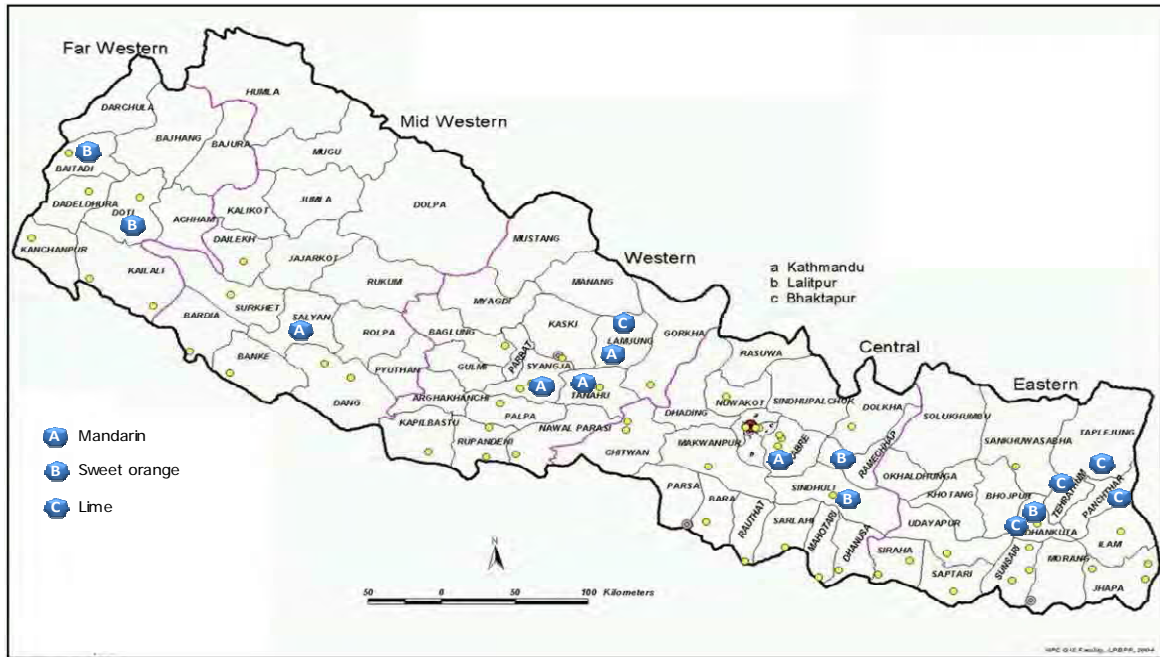 Far Western
HUMLA
DARCHULA
Mid Western
BAJHANG
BAJURA
MUGU
B
BAITADI
DADELDHURA
DOTI
B
ACHHAM
KALIKOT
JUMLA
DOLPA
KANCHANPUR
DAILEKH
MUSTANG
KAILALI
JAJARKOT
Western
a Kathmandu
b Lalitpur
c Bhaktapur
RUKUM
MANANG
MYAGDI
SURKHET
BARDIA
SALYAN
A
ROLPA
BAGLUNG
KASKI
C
LAMJUNG
A
GORKHA
RASUWA
Central
BANKE
PYUTHAN
GULMI
PARBAT
SYANGJA
A
A
TANAHU
DANG
ARGHAKHANCHI
PALPA
NUWAKOT
SINDHUPALCHOK
DOLKHA
Eastern
SOLUKHUMBU
KAPILBASTU
RUPANDEHI
NAWAL PARASI
DHADING
CHITWAN
MAKWANPUR
A
B
RAMECHHAP
SANKHUWASABHA
TAPLEJUNG
C
A Mandarin
B Sweet orange
C Lime
OKHALDHUNGA
KHOTANG
BHOJPUR
C
TEHRATHUM
PANCHTHAR
C
PARSA
BARA
RAUTHAT
SINDHULI
B
SARLAHI
MAHOTARI
DHANUSA
UDAYAPUR
B
C
DHANKUTA
ILAM
SIRAHA
SAPTARI
SUNSARI
MORANG
JHAPA
N
50 0 50 100 Kilometers